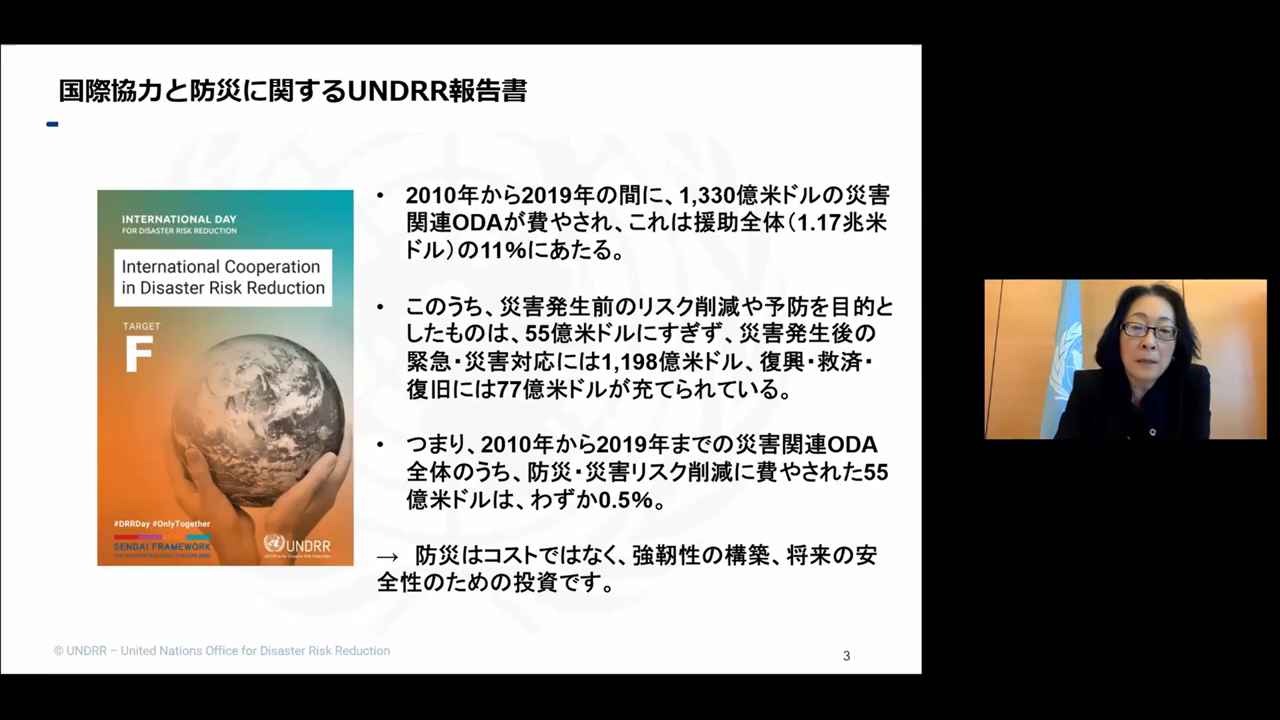 国際協力と防災に関するUNDRR報告書
INTERNATIONAL DAY
FOR DISASTER RISK REDUCTION
International Cooperation
in Disaster Risk Reduction
TARGET
F
#DRRDay #OnlyTogether
SENDAI FRAMEWORK
UNDRR
• 2010年から2019年の間に、1,330億米ドルの災害
関連ODAが費やされ、これは援助全体（1.17兆米
ドル）の11%にあたる。
• このうち、災害発生前のリスク削減や予防を目的と
したものは、55億米ドルにすぎず、災害発生後の
緊急・災害対応には1,198億米ドル、復興・救済・
復旧には77億米ドルが充てられている。
• つまり、2010年から2019年までの災害関連ODA
全体のうち、防災・災害リスク削減に費やされた55
億米ドルは、わずか0.5%。
→ 防災はコストではなく、強靭性の構築、将来の安
全性のための投資です。
© UNDRR – United Nations Office for Disaster Risk Reduction
3